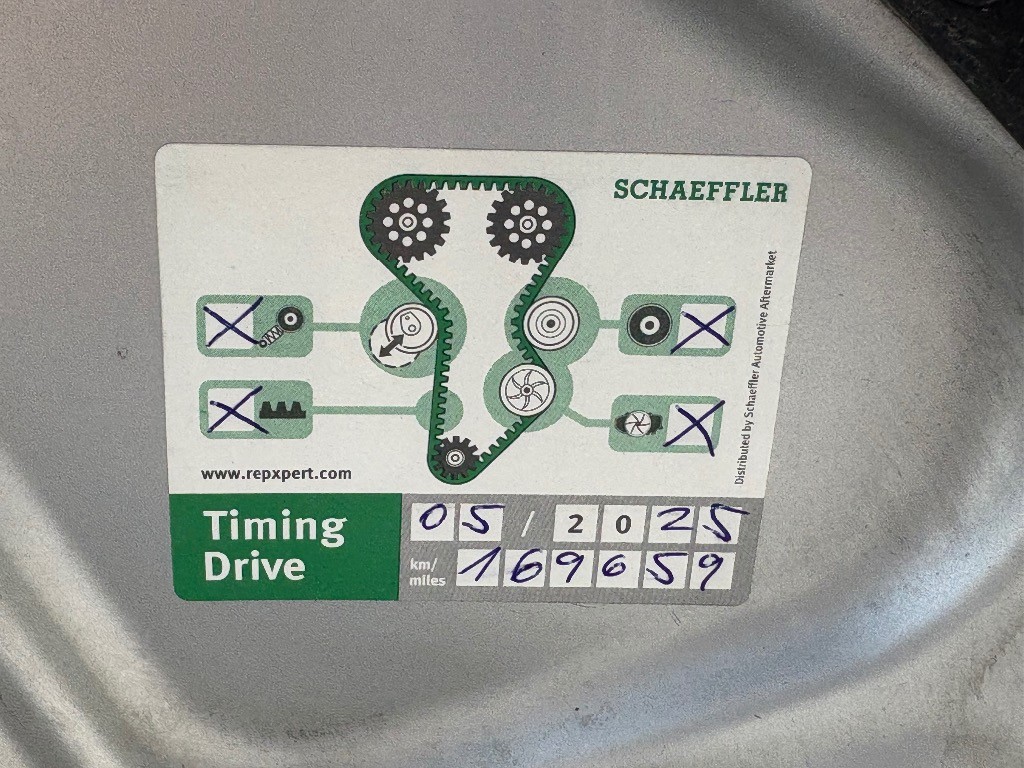 SCHAEFFLER
Distributed by Schaeffler Automotive Aftermarket
www.repxpert.com
Timing
Drive
05 / 2025
km/
miles
169659